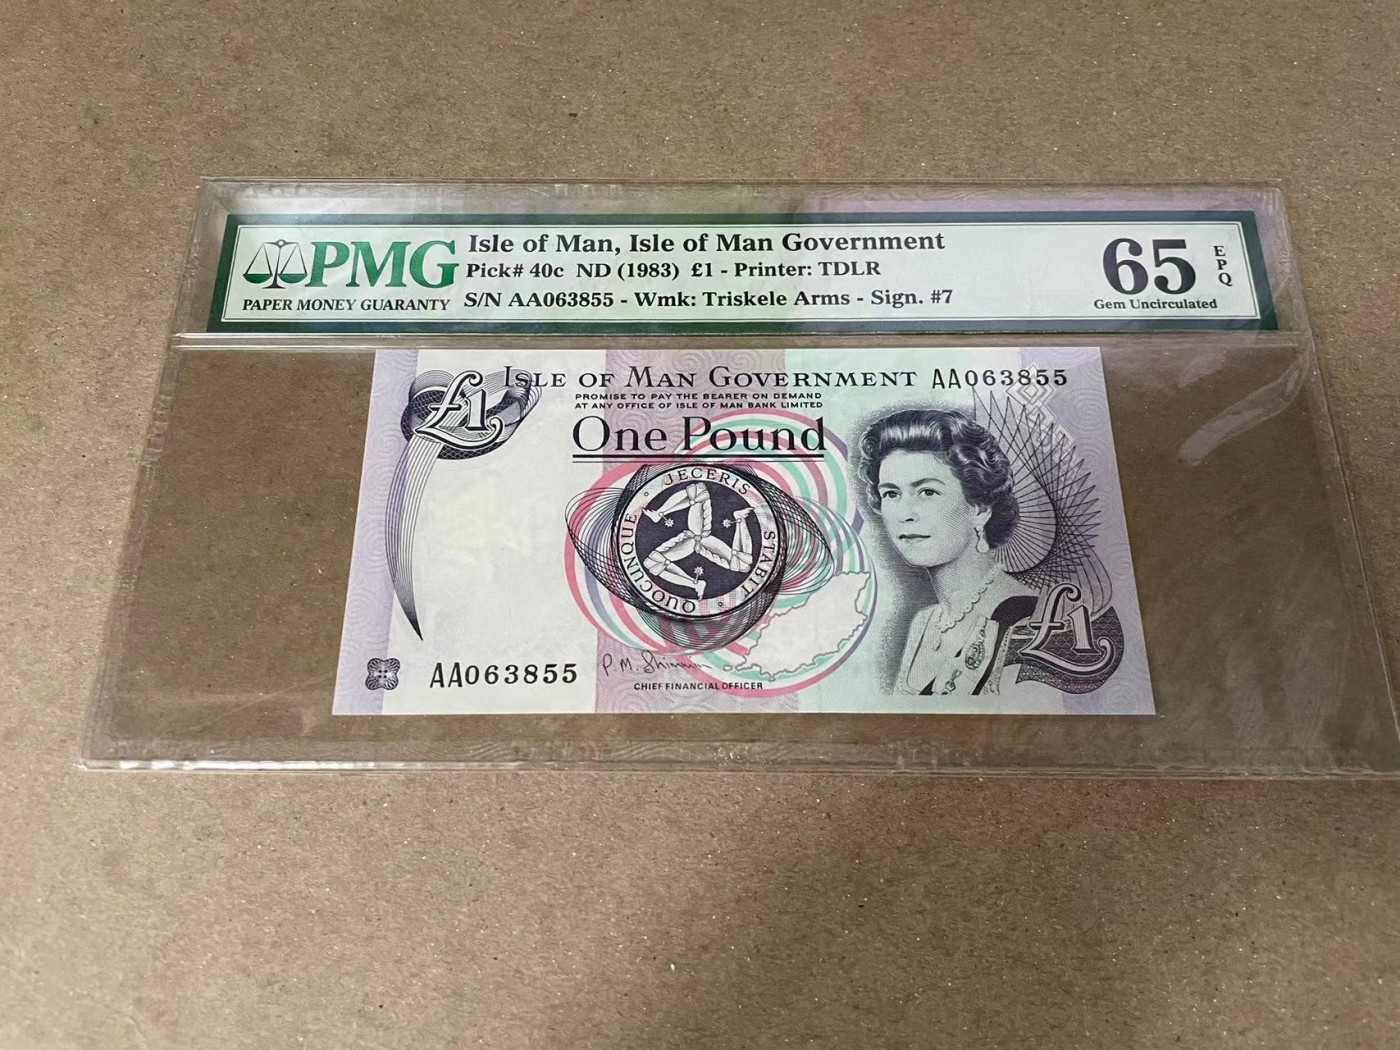 PMG
PAPER MONEY GUARANTY
Isle of Man, Isle of Man Government
Pick# 40c ND (1983) £1 - Printer: TDLR
S/N AA063855 - Wmk: Triskele Arms - Sign. #7
65
EPQ
Gem Uncirculated
£1
ISLE OF MAN GOVERNMENT AA063855
PROMISE TO PAY THE BEARER ON DEMAND
AT ANY OFFICE OF ISLE OF MAN BANK LIMITED
One Pound
QUOCUNQUE ◦ JECERIS ◦ STABIT ◦
£1
AA063855
CHIEF FINANCIAL OFFICER